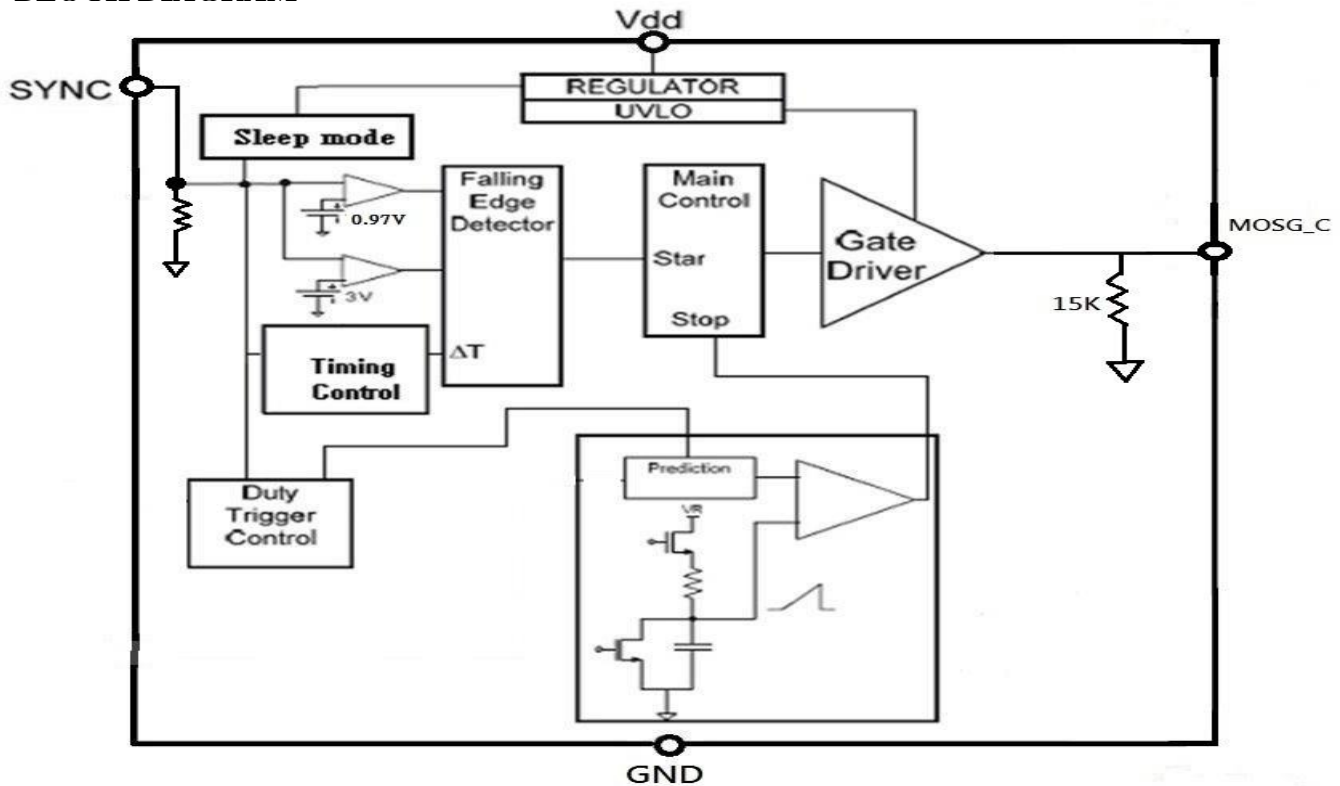 Vdd
SYNC
REGULATOR
UVLO
Sleep mode
Falling
Edge
Detector
Main
Control
0.97V
MOSG_C
Gate
Driver
Star
3V
15K
Stop
ΔT
Timing
Control
Prediction
Duty
Trigger
Control
VR
GND